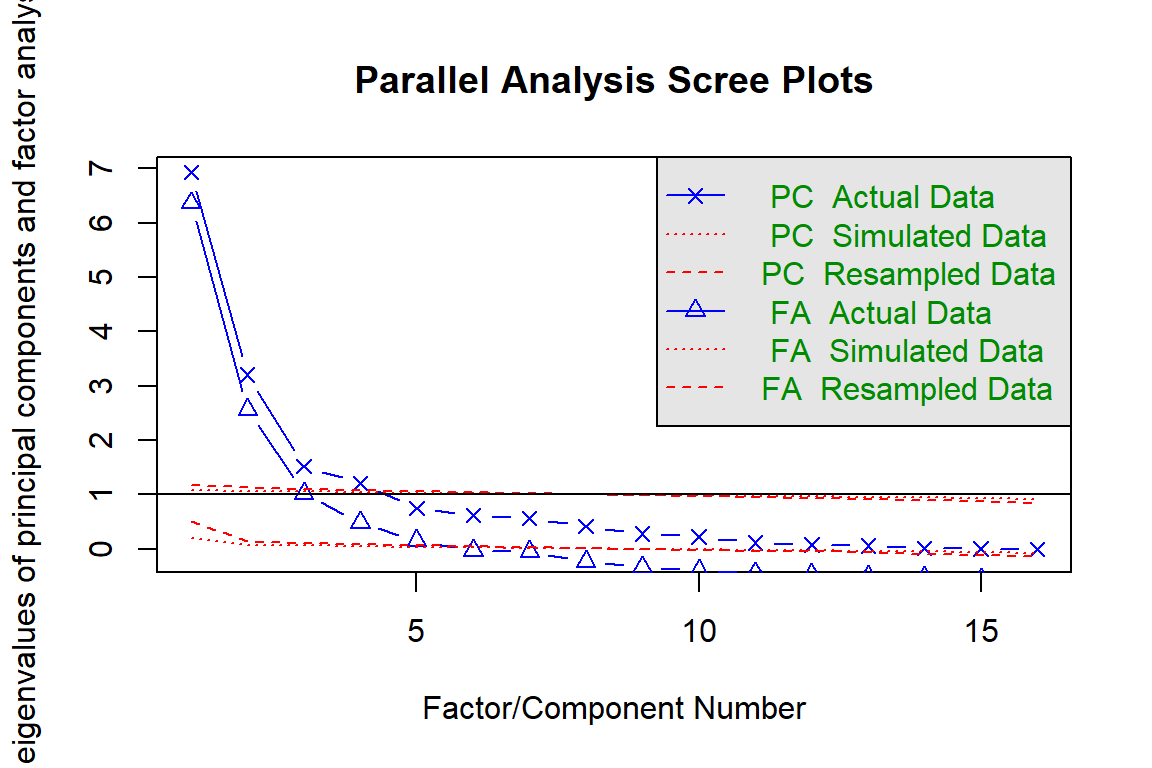 Parallel Analysis Scree Plots
eigenvalues of principal components and factor analys
7
6
5
4
3
2
1
0
PC Actual Data
PC Simulated Data
PC Resampled Data
FA Actual Data
FA Simulated Data
FA Resampled Data
5 10 15
Factor/Component Number